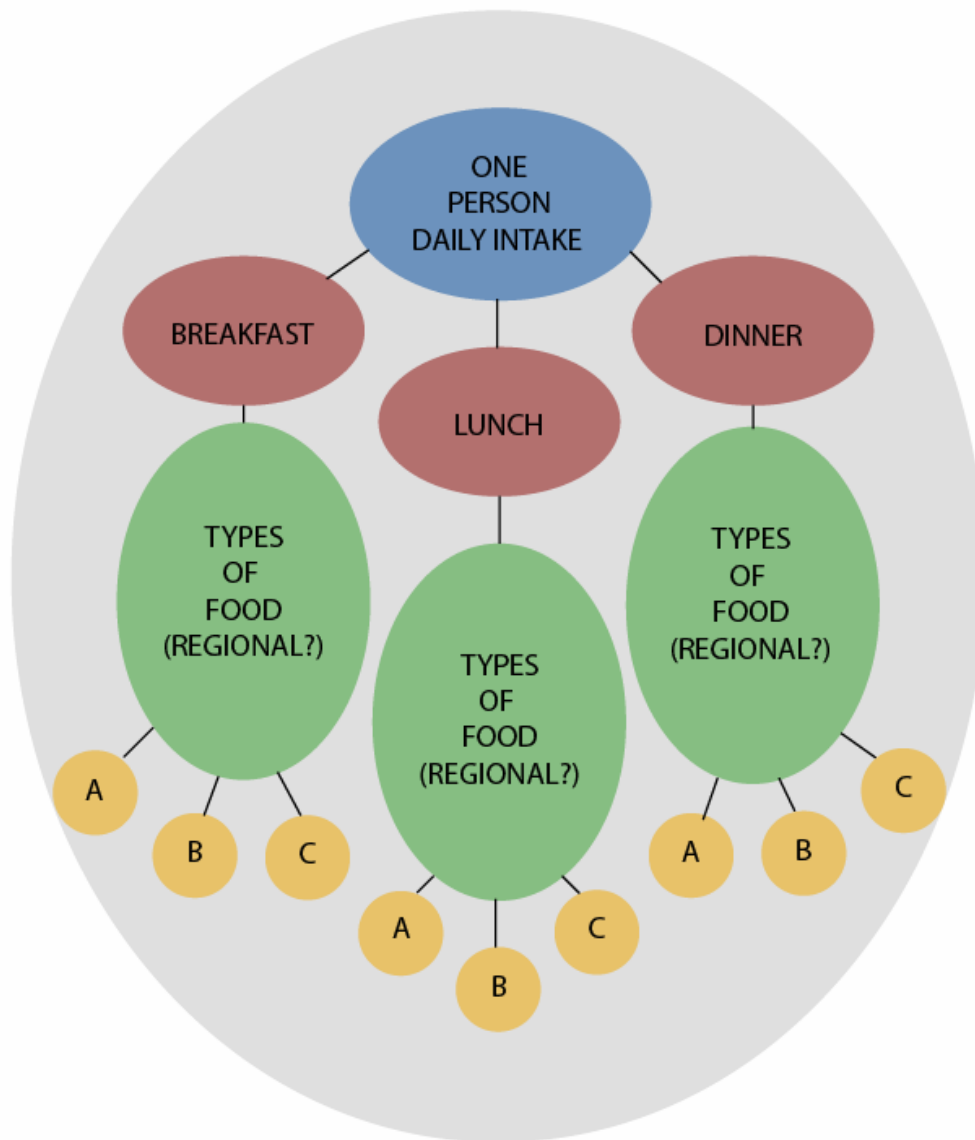 ONE
PERSON
DAILY INTAKE
BREAKFAST
LUNCH
DINNER
TYPES
OF
FOOD
(REGIONAL?)
TYPES
OF
FOOD
(REGIONAL?)
TYPES
OF
FOOD
(REGIONAL?)
A
B
C
A
B
C
A
B
C